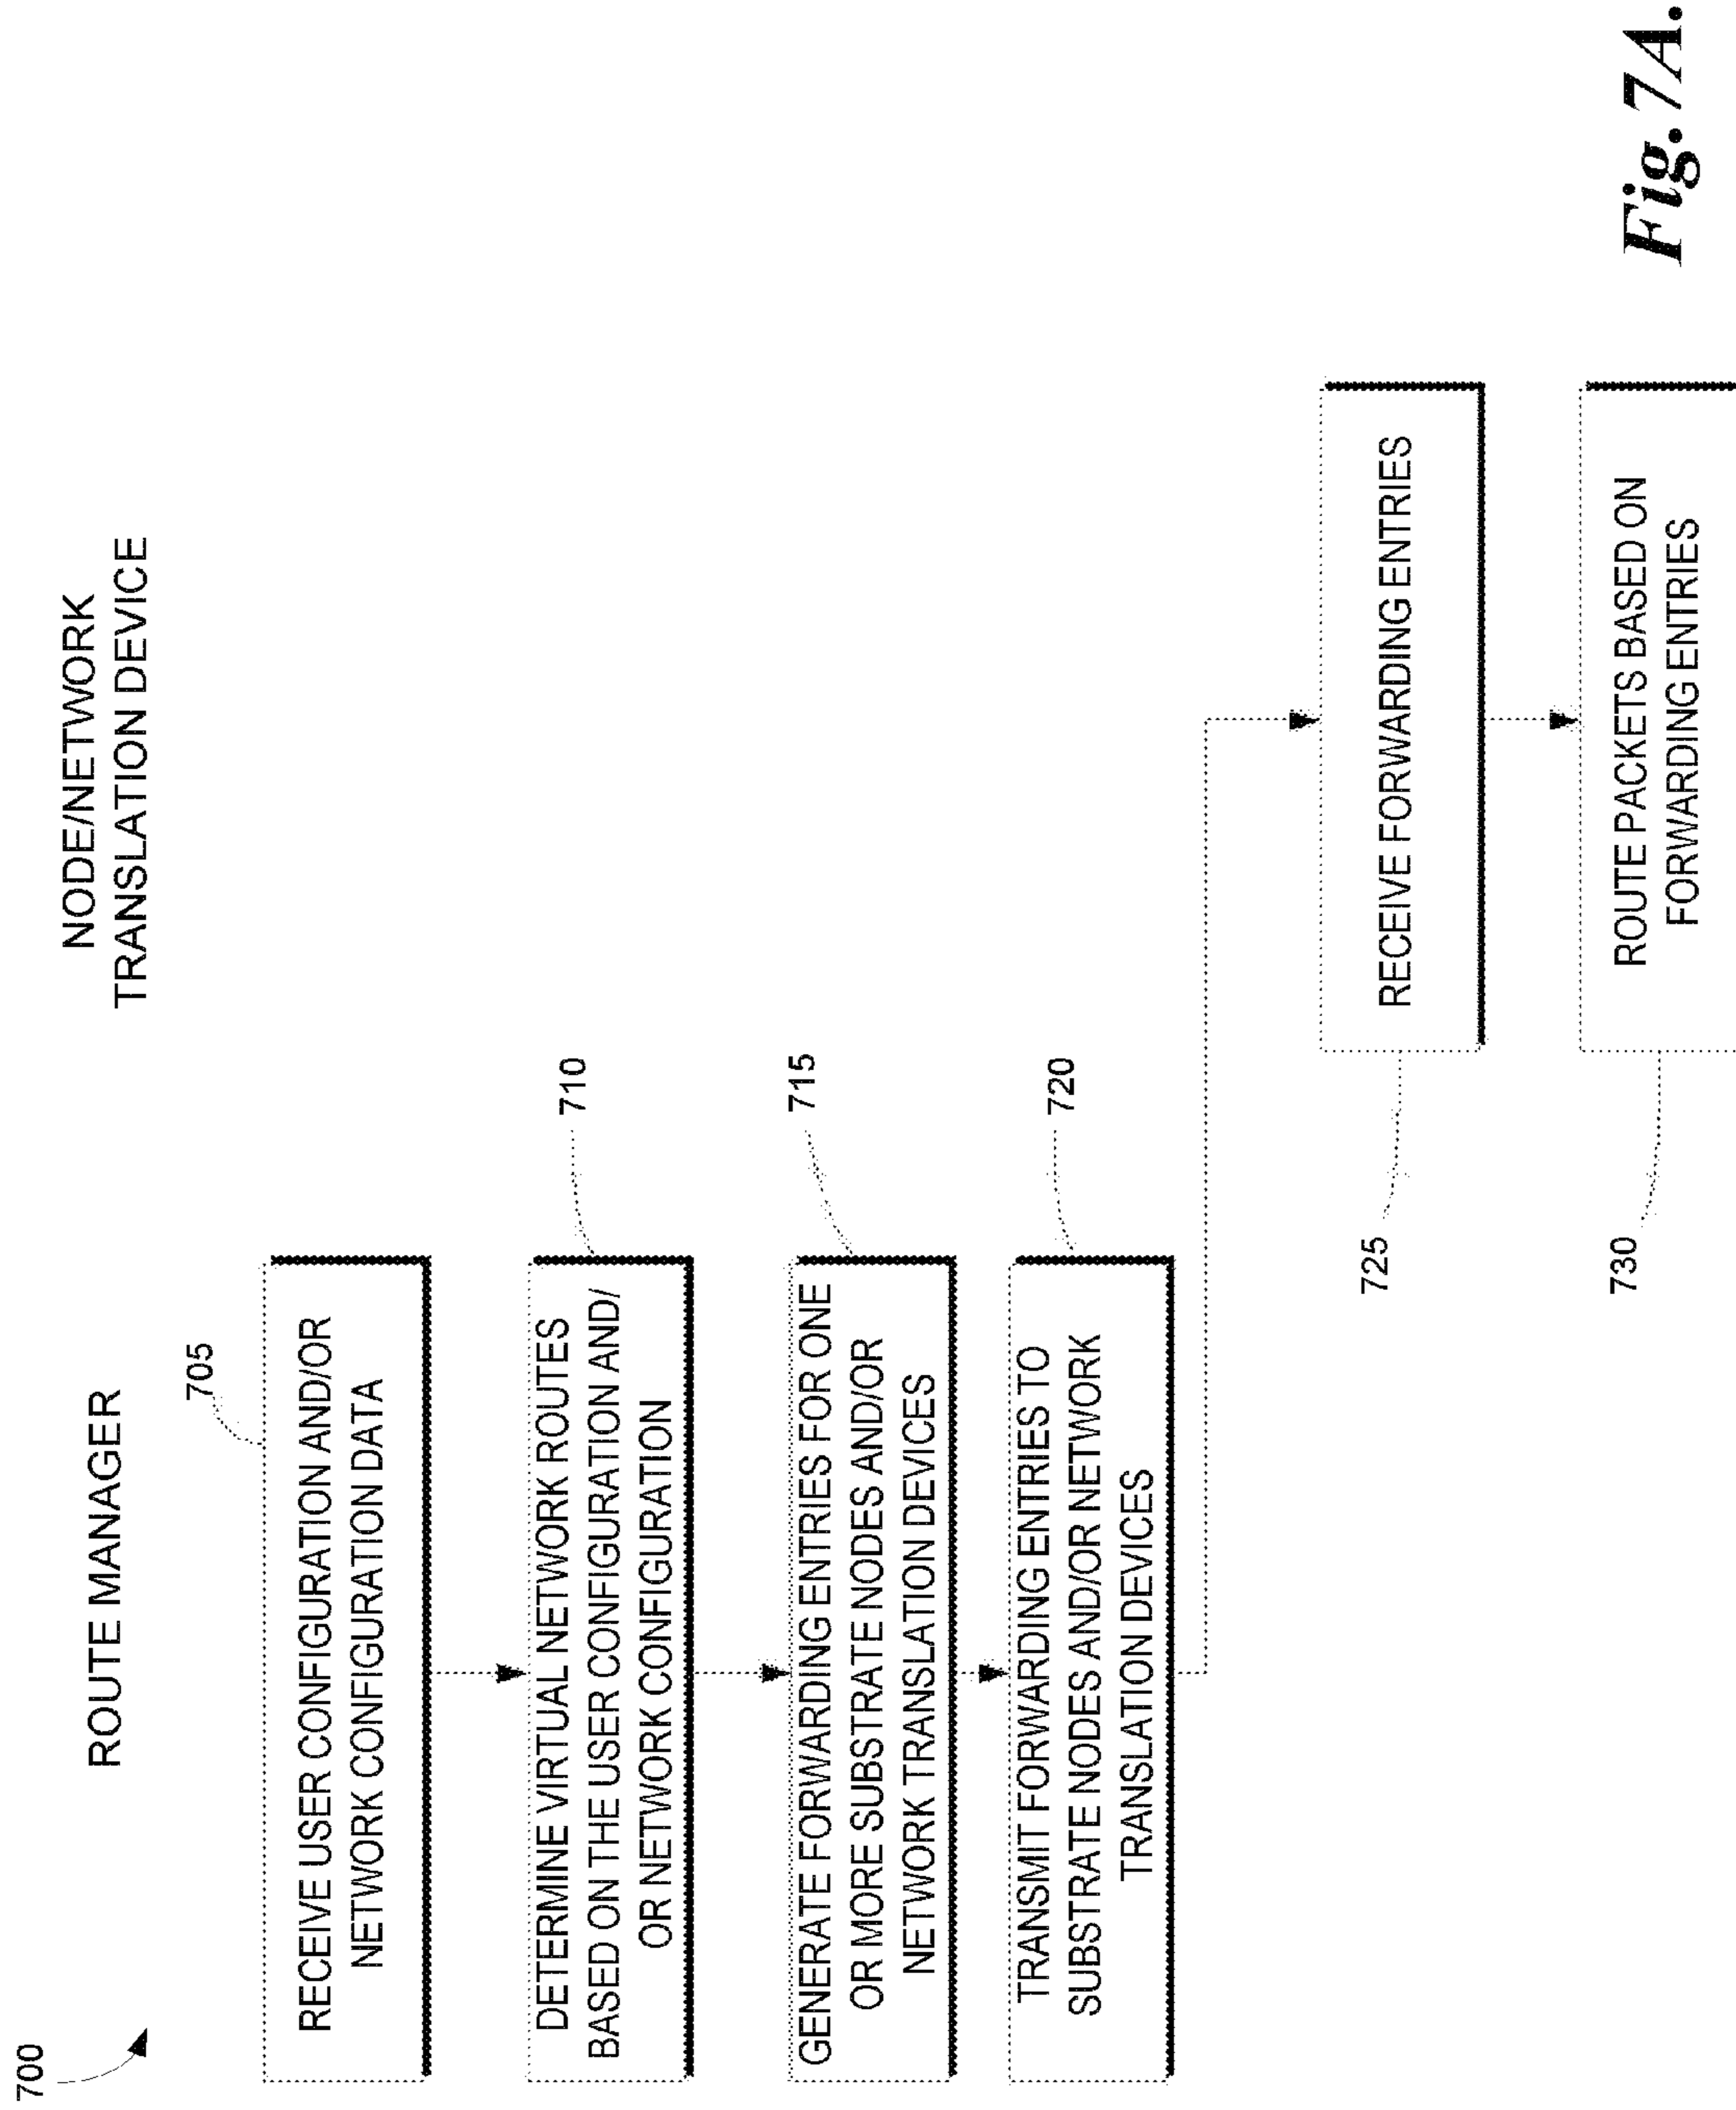 700
ROUTE MANAGER
NODE/NETWORK
TRANSLATION DEVICE
705
RECEIVE USER CONFIGURATION AND/OR
NETWORK CONFIGURATION DATA
710
DETERMINE VIRTUAL NETWORK ROUTES
BASED ON THE USER CONFIGURATION AND/
OR NETWORK CONFIGURATION
715
GENERATE FORWARDING ENTRIES FOR ONE
OR MORE SUBSTRATE NODES AND/OR
NETWORK TRANSLATION DEVICES
720
TRANSMIT FORWARDING ENTRIES TO
SUBSTRATE NODES AND/OR NETWORK
TRANSLATION DEVICES
725
RECEIVE FORWARDING ENTRIES
730
ROUTE PACKETS BASED ON
FORWARDING ENTRIES
Fig. 7A.